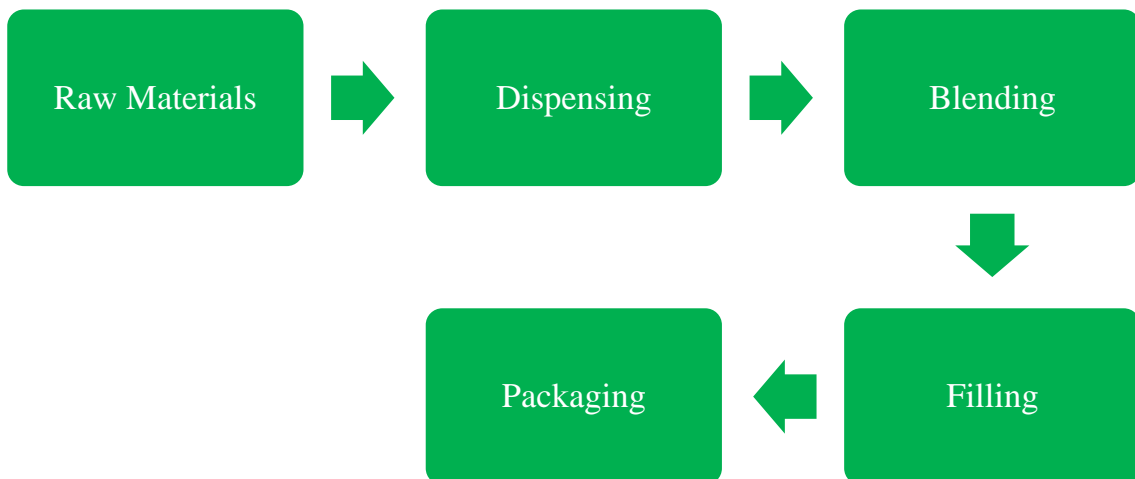 Raw Materials
Dispensing
Blending
Filling
Packaging